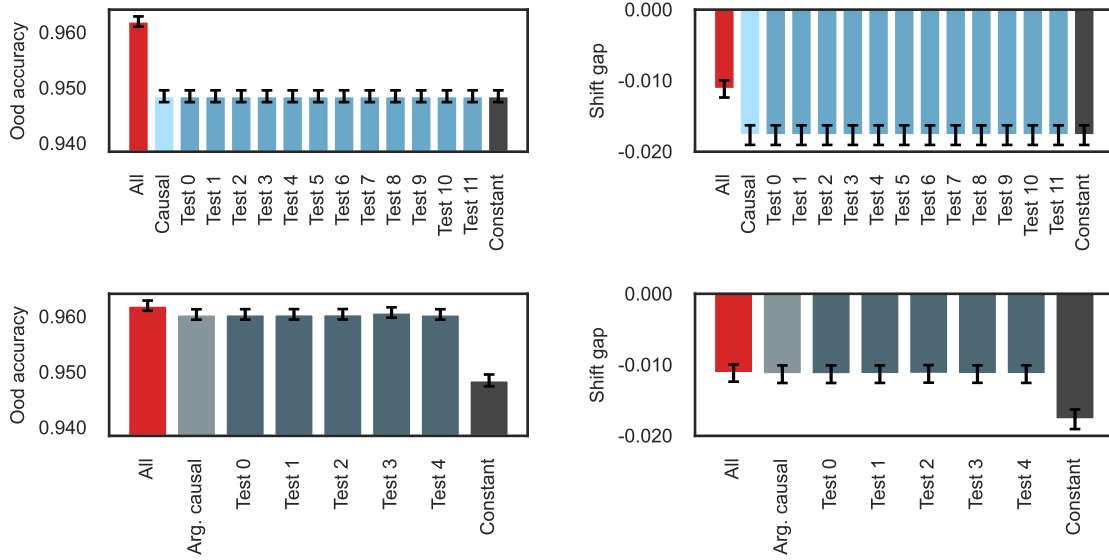 Ood accuracy
0.960
0.950
0.940
All
Causal
Test 0
Test 1
Test 2
Test 3
Test 4
Test 5
Test 6
Test 7
Test 8
Test 9
Test 10
Test 11
Constant
Shift gap
0.000
-0.010
-0.020
All
Causal
Test 0
Test 1
Test 2
Test 3
Test 4
Test 5
Test 6
Test 7
Test 8
Test 9
Test 10
Test 11
Constant
Ood accuracy
0.960
0.950
0.940
All
Arg. causal
Test 0
Test 1
Test 2
Test 3
Test 4
Constant
Shift gap
0.000
-0.010
-0.020
All
Arg. causal
Test 0
Test 1
Test 2
Test 3
Test 4
Constant